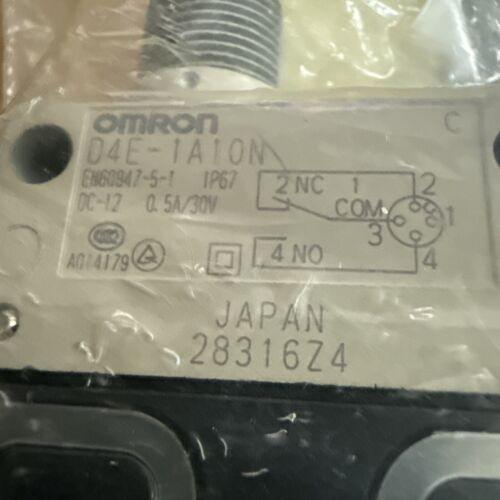 OMRON
C
D4E-1A10N
EN60947-5-1 IP67
DC-12 0.5A/30V
2 NC 1 2
COM 1
3
4 NO 4
A014179
JAPAN
28316Z4